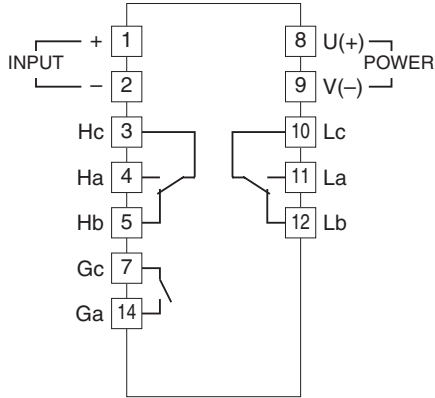 INPUT
+ 1
– 2
Hc 3
Ha 4
Hb 5
Gc 7
Ga 14
8 U(+)
9 V(–)
POWER
10 Lc
11 La
12 Lb